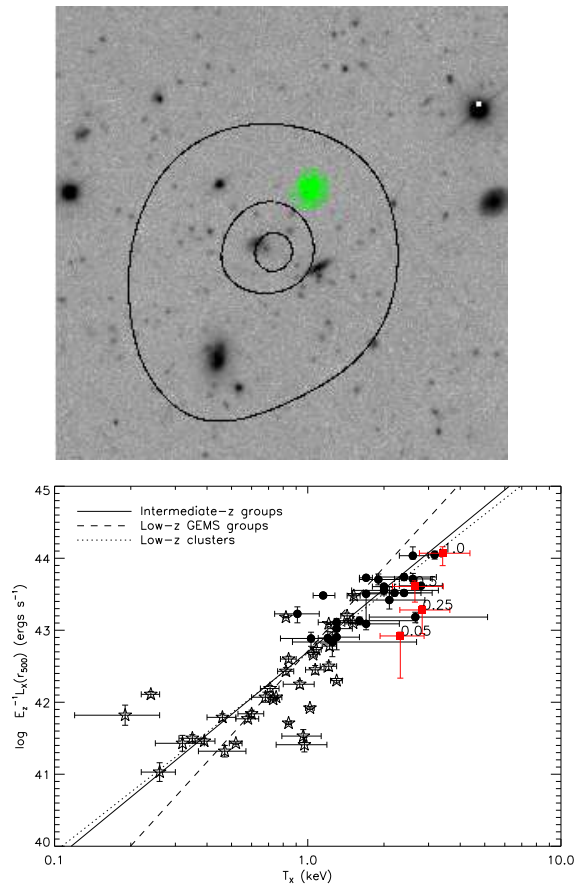 45
44
43
42
41
40
log E_z^-1 L_x(r_500) (ergs s^-1)
Intermediate-z groups
Low-z GEMS groups
Low-z clusters
1.0
0.5
0.25
0.05
0.1
1.0
10.0
T_x (keV)